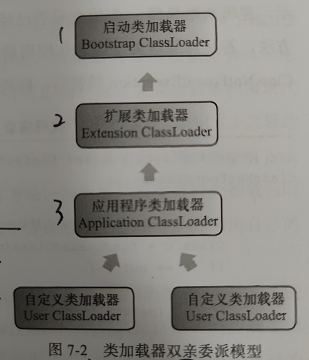 1
启动类加载器
Bootstrap ClassLoader
2
扩展类加载器
Extension ClassLoader
3
应用程序类加载器
Application ClassLoader
自定义类加载器
User ClassLoader
自定义类加载器
User ClassLoader
图 7-2 类加载器双亲委派模型